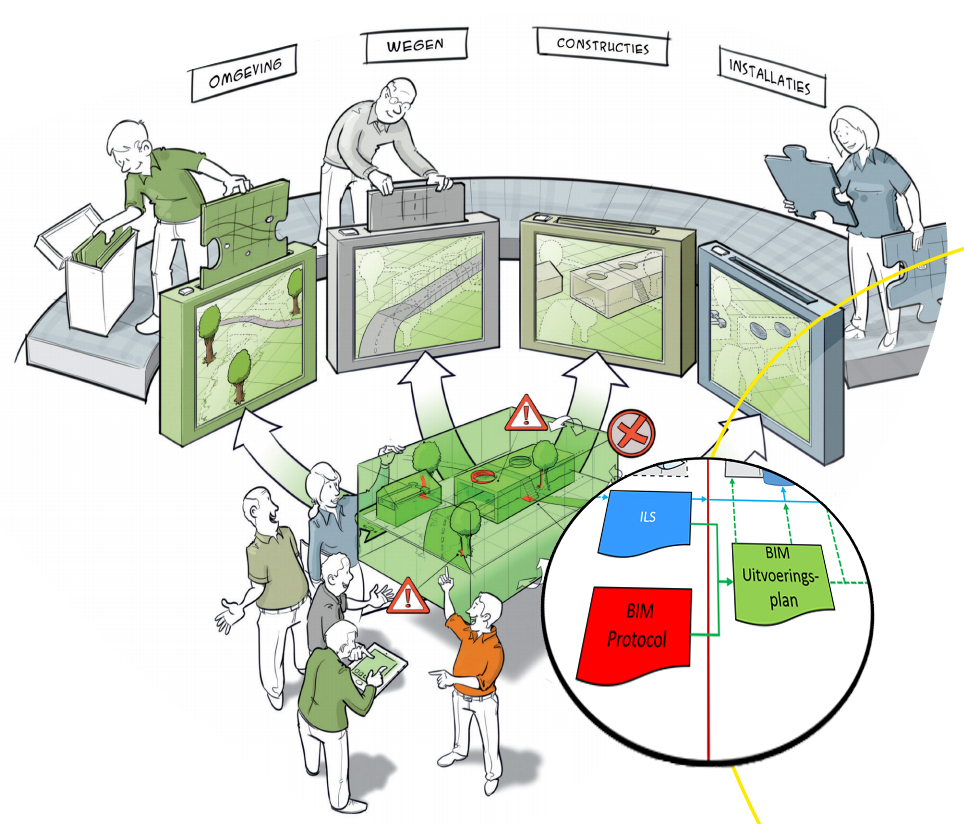 OMGEVING
WEGEN
CONSTRUCTIES
INSTALLATIES
ILS
BIM
Protocol
BIM
Uitvoerings-
plan